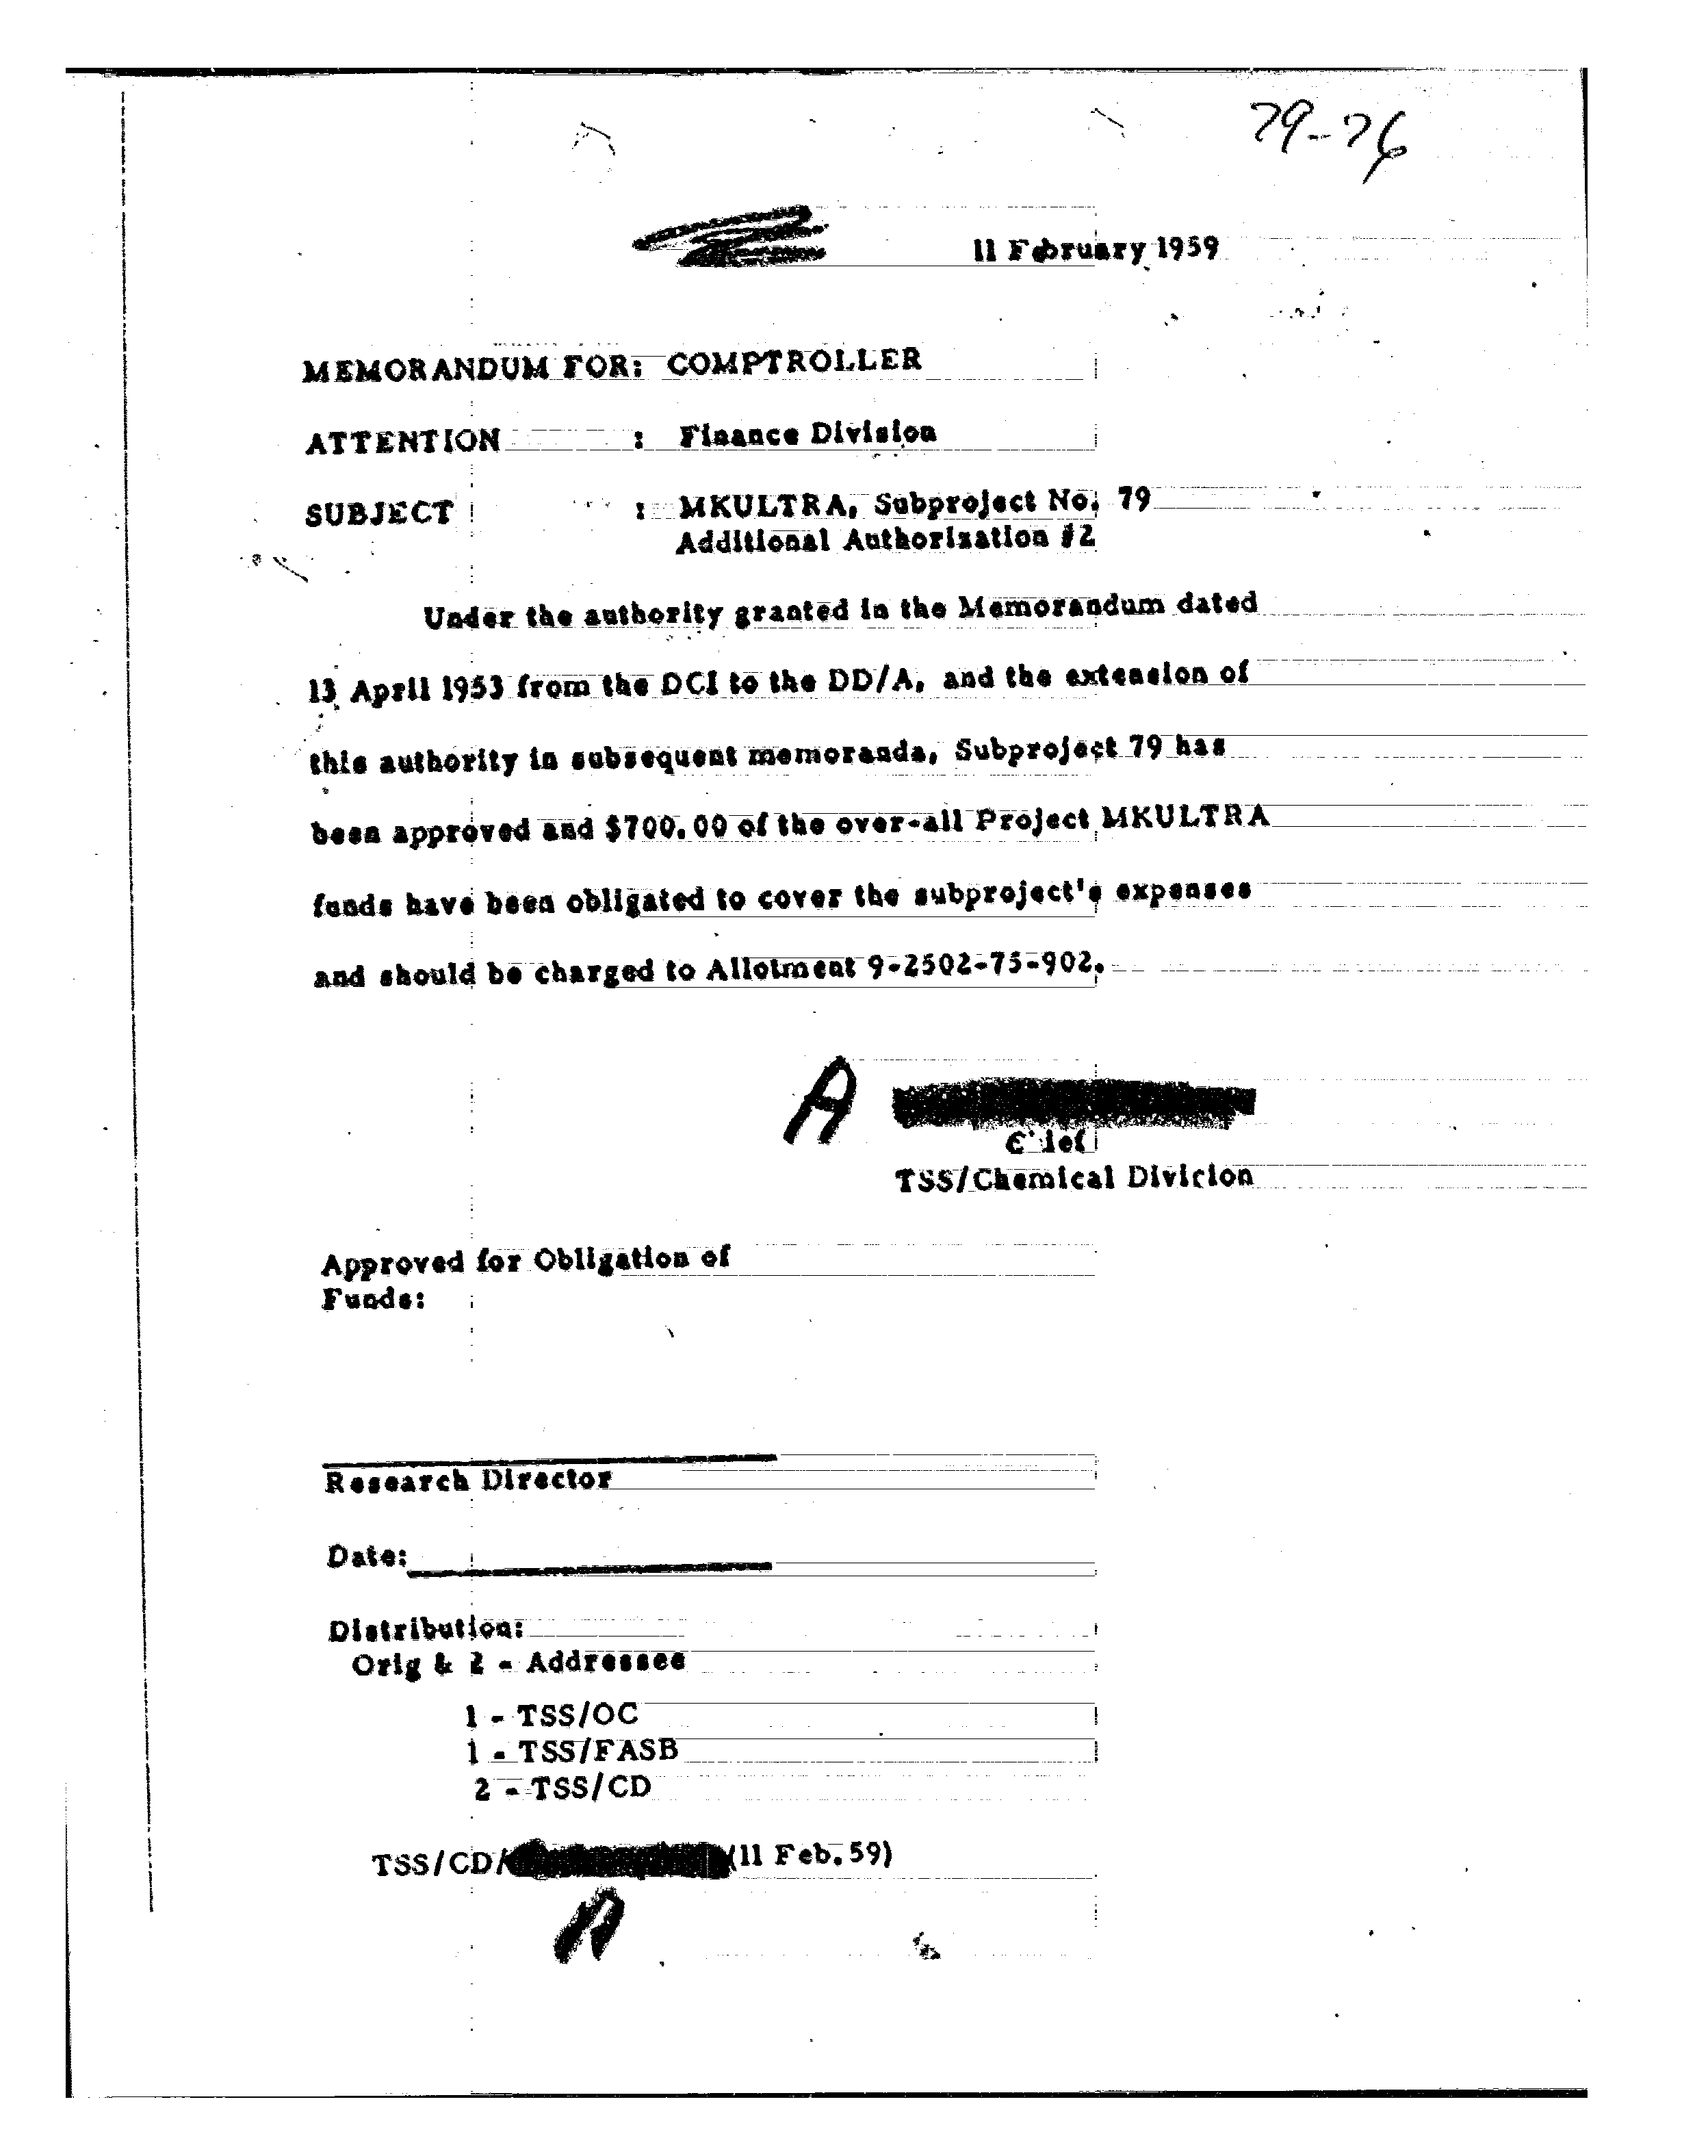 79-76
11 February 1959
MEMORANDUM FOR: COMPTROLLER
ATTENTION : Finance Division
SUBJECT : MKULTRA, Subproject No. 79
Additional Authorization #2
Under the authority granted in the Memorandum dated
13 April 1953 from the DCI to the DD/A, and the extension of
this authority in subsequent memoranda, Subproject 79 has
been approved and $700.00 of the over-all Project MKULTRA
funds have been obligated to cover the subproject's expenses
and should be charged to Allotment 9-2502-75-902.
A
Chief
TSS/Chemical Division
Approved for Obligation of
Funds:
Research Director
Date:
Distribution:
Orig & 2 - Addressee
1 - TSS/OC
1 - TSS/FASB
2 - TSS/CD
TSS/CD/ (11 Feb. 59)
A